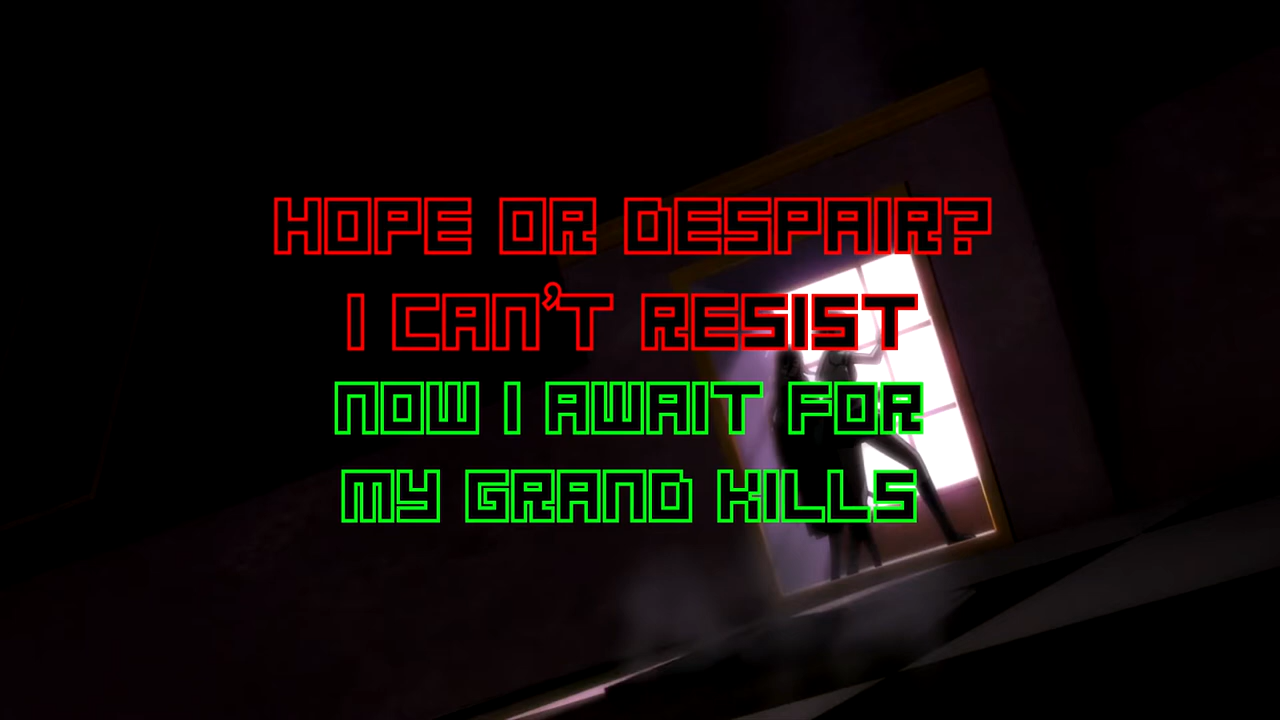 HOPE OR DESPAIR?
I CAN'T RESIST
NOW I AWAIT FOR
MY GRAND KILLS